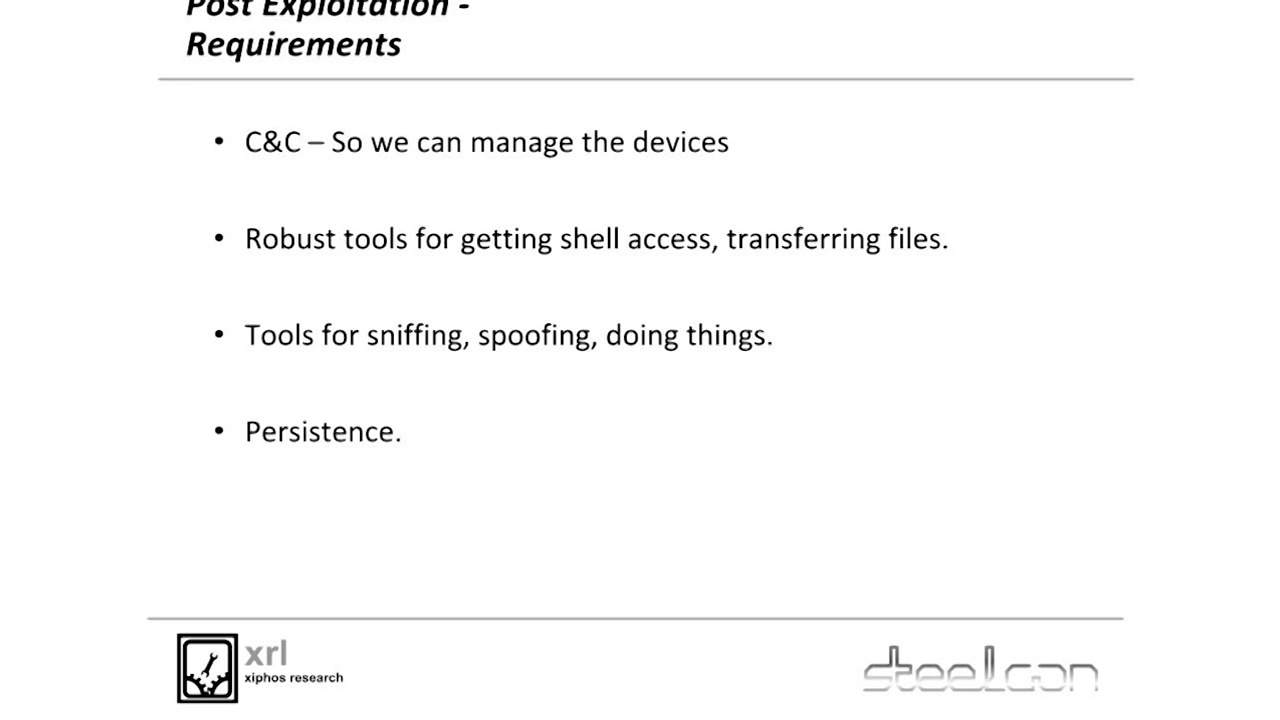 Post Exploitation -
Requirements
• C&C – So we can manage the devices
• Robust tools for getting shell access, transferring files.
• Tools for sniffing, spoofing, doing things.
• Persistence.
xrl
xiphos research
steelcon